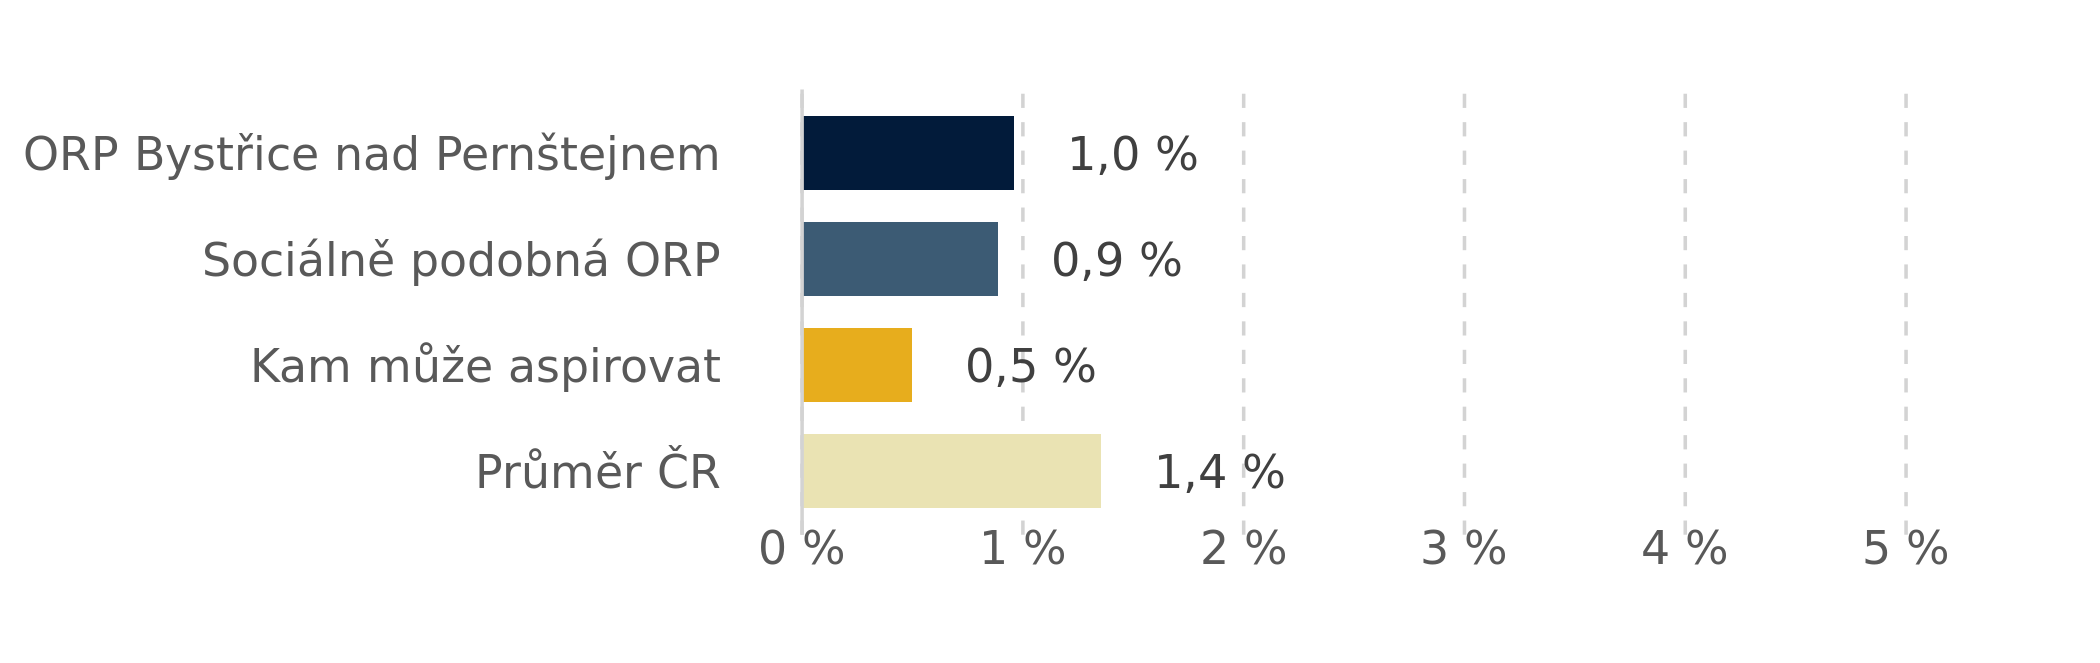 ORP Bystřice nad Pernštejnem 1,0 %
Sociálně podobná ORP 0,9 %
Kam může aspirovat 0,5 %
Průměr ČR 1,4 %
0 % 1 % 2 % 3 % 4 % 5 %